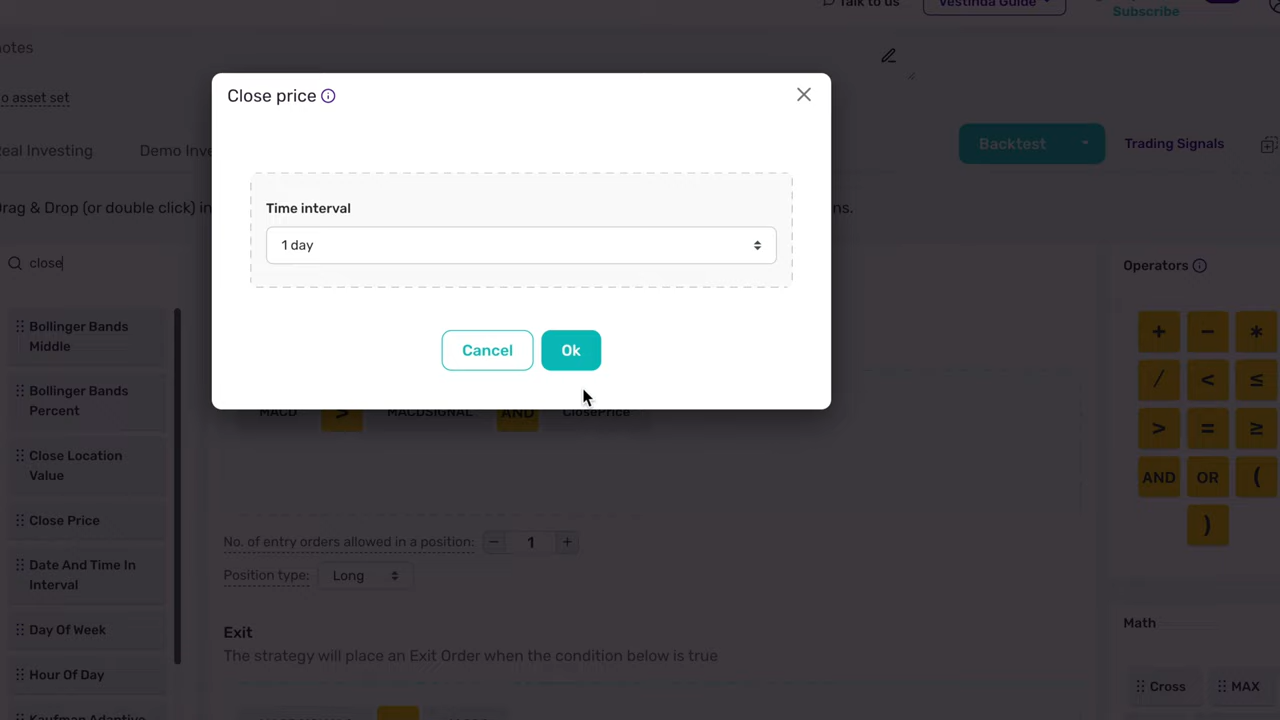 Talk to us
Vestinda Guide
Subscribe
notes
o asset set
Close price
Real Investing
Demo Inve
Backtest
Trading Signals
Drag & Drop (or double click) in
ns.
Time interval
1 day
close
Operators
Bollinger Bands
Middle
Bollinger Bands
Percent
Close Location
Value
Close Price
Date And Time In
Interval
Day Of Week
Hour Of Day
Kaufman Adaptive
Cancel
Ok
MACD
>
MACDSIGNAL
AND
ClosePrice
No. of entry orders allowed in a position:
−
1
+
Position type:
Long
Exit
The strategy will place an Exit Order when the condition below is true
+ − *
/ < ≤
> = ≥
AND OR (
)
Math
Cross
MAX